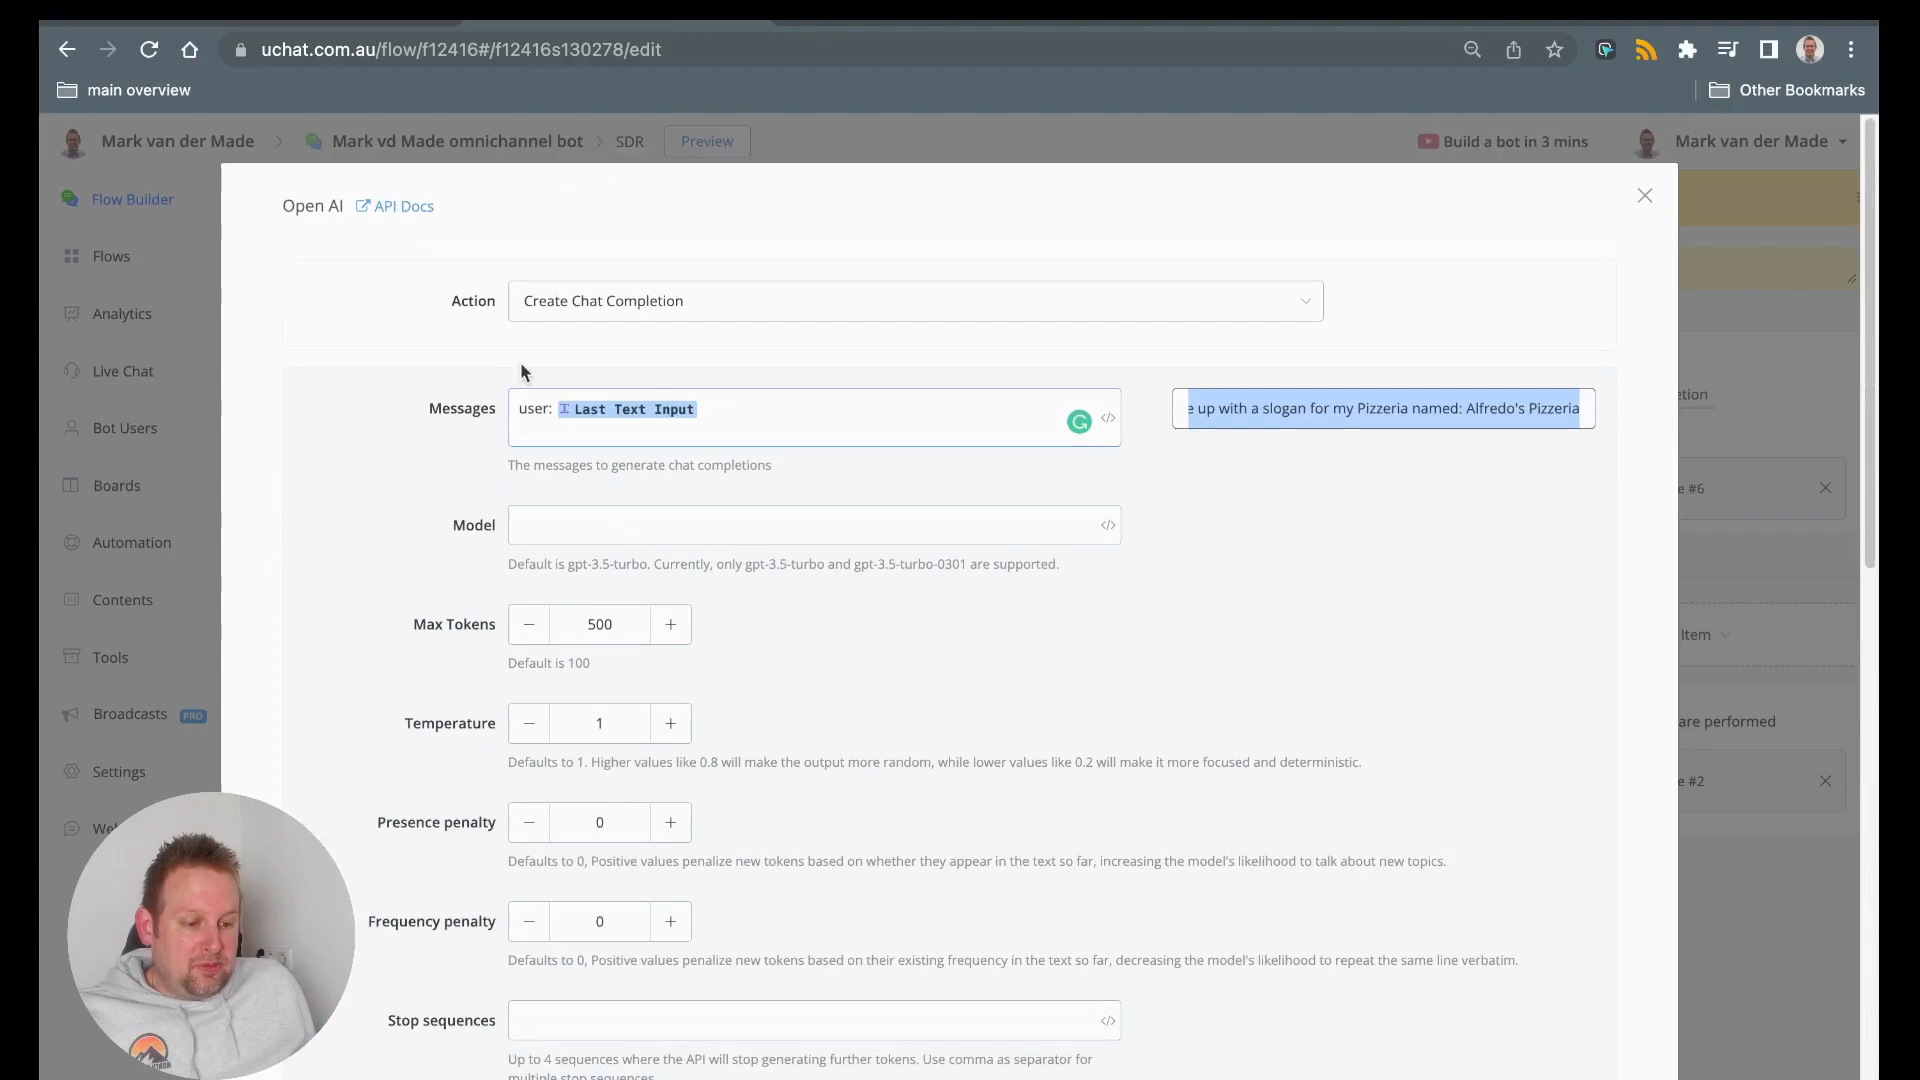 uchat.com.au/flow/f12416#/f12416s130278/edit
main overview
Other Bookmarks
Mark van der Made
Mark vd Made omnichannel bot
SDR
Preview
Build a bot in 3 mins
Mark van der Made
Flow Builder
Flows
Analytics
Live Chat
Bot Users
Boards
Automation
Contents
Tools
Broadcasts PRO
Settings
Open AI API Docs
Action
Create Chat Completion
Messages
user: Last Text Input
e up with a slogan for my Pizzeria named: Alfredo's Pizzeria
The messages to generate chat completions
Model
Default is gpt-3.5-turbo. Currently, only gpt-3.5-turbo and gpt-3.5-turbo-0301 are supported.
Max Tokens
500
Default is 100
Temperature
1
Defaults to 1. Higher values like 0.8 will make the output more random, while lower values like 0.2 will make it more focused and deterministic.
Presence penalty
0
Defaults to 0, Positive values penalize new tokens based on whether they appear in the text so far, increasing the model's likelihood to talk about new topics.
Frequency penalty
0
Defaults to 0, Positive values penalize new tokens based on their existing frequency in the text so far, decreasing the model's likelihood to repeat the same line verbatim.
Stop sequences
Up to 4 sequences where the API will stop generating further tokens. Use comma as separator for
multiple stop sequences
e #6
Item
are performed
e #2